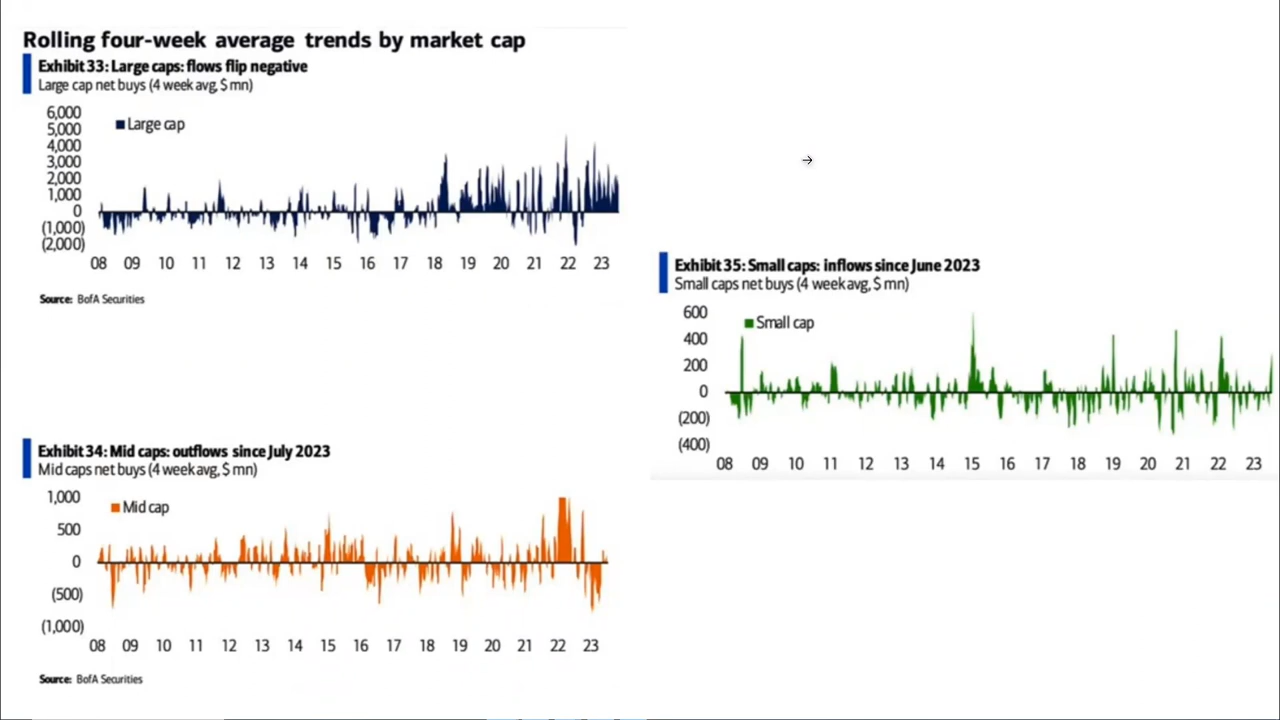 Rolling four-week average trends by market cap
Exhibit 33: Large caps: flows flip negative
Large cap net buys (4 week avg, $ mn)
6,000
5,000
4,000
3,000
2,000
1,000
0
(1,000)
(2,000)
Large cap
08 09 10 11 12 13 14 15 16 17 18 19 20 21 22 23
Source: BofA Securities
Exhibit 34: Mid caps: outflows since July 2023
Mid caps net buys (4 week avg, $ mn)
1,000
500
0
(500)
(1,000)
Mid cap
08 09 10 11 12 13 14 15 16 17 18 19 20 21 22 23
Source: BofA Securities
Exhibit 35: Small caps: inflows since June 2023
Small caps net buys (4 week avg, $ mn)
600
400
200
0
(200)
(400)
Small cap
08 09 10 11 12 13 14 15 16 17 18 19 20 21 22 23